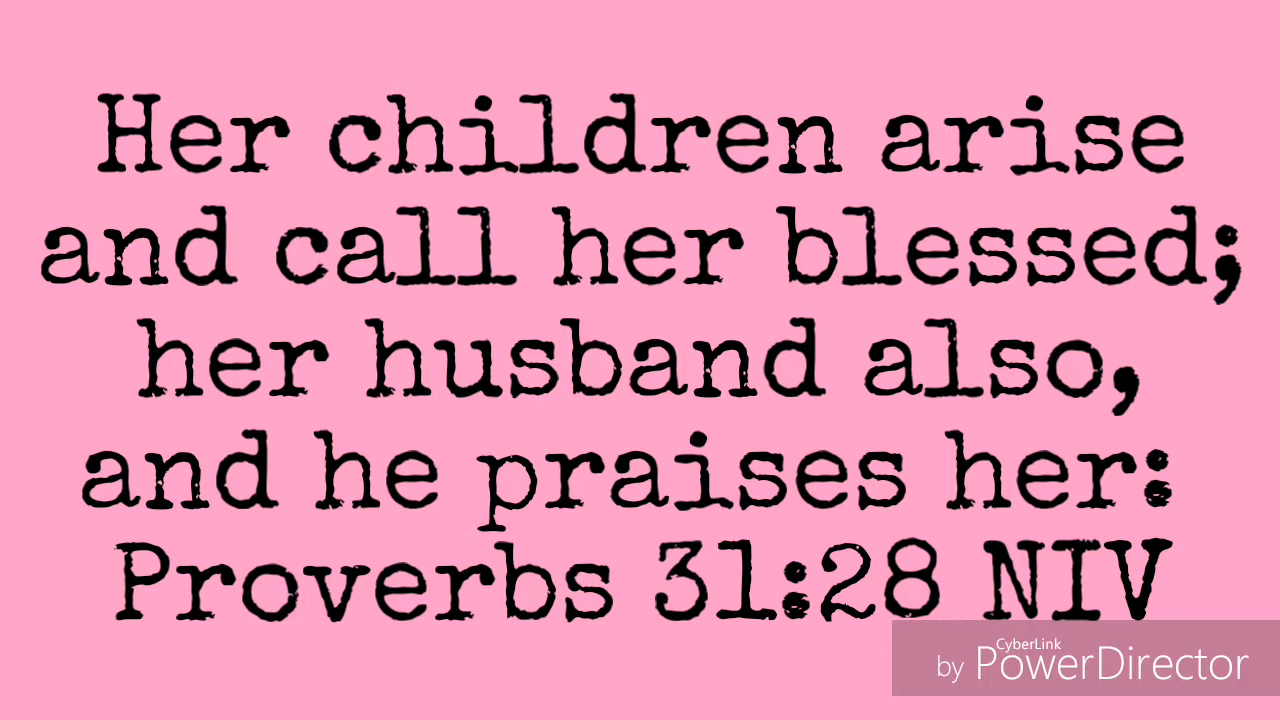 Her children arise
and call her blessed;
her husband also,
and he praises her:
Proverbs 31:28 NIV
CyberLink
by PowerDirector